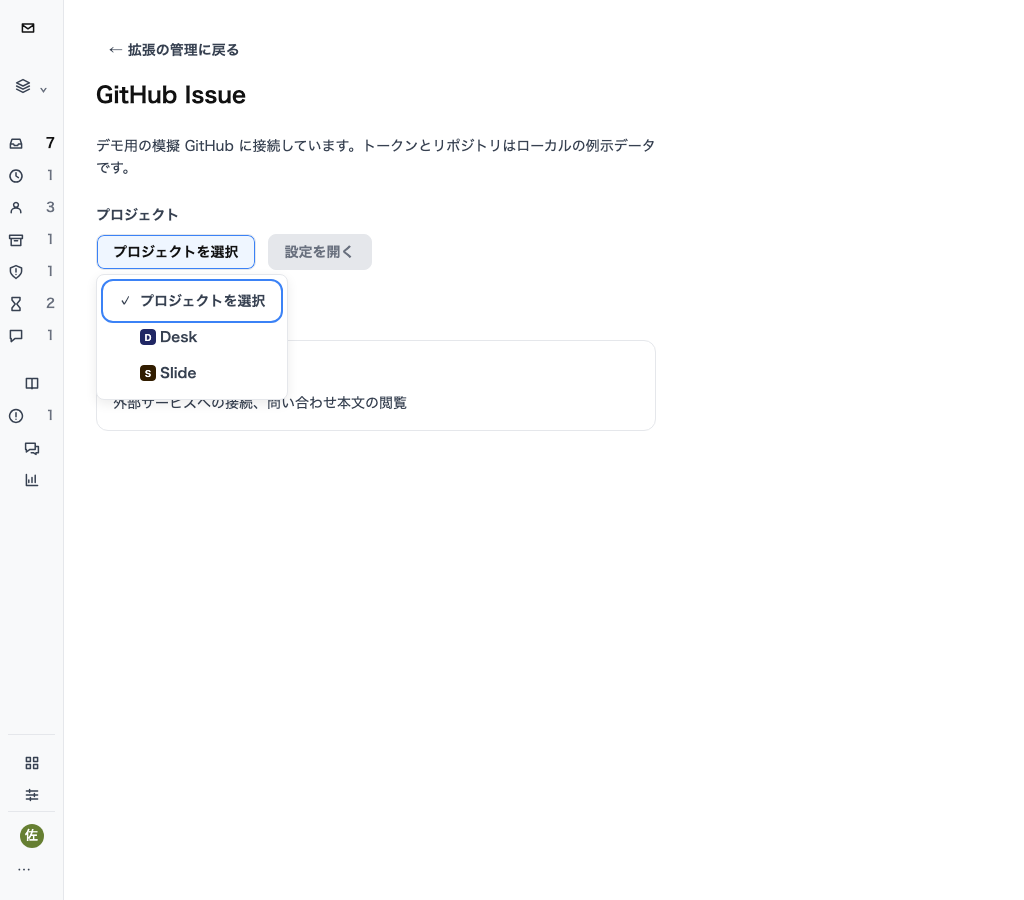 ← 拡張の管理に戻る
GitHub Issue
デモ用の模擬 GitHub に接続しています。トークンとリポジトリはローカルの例示データ
です。
プロジェクト
プロジェクトを選択
設定を開く
✓ プロジェクトを選択
D Desk
S Slide
外部サービスへの接続、問い合わせ本文の閲覧
7
1
3
1
1
2
1
1
佐
…